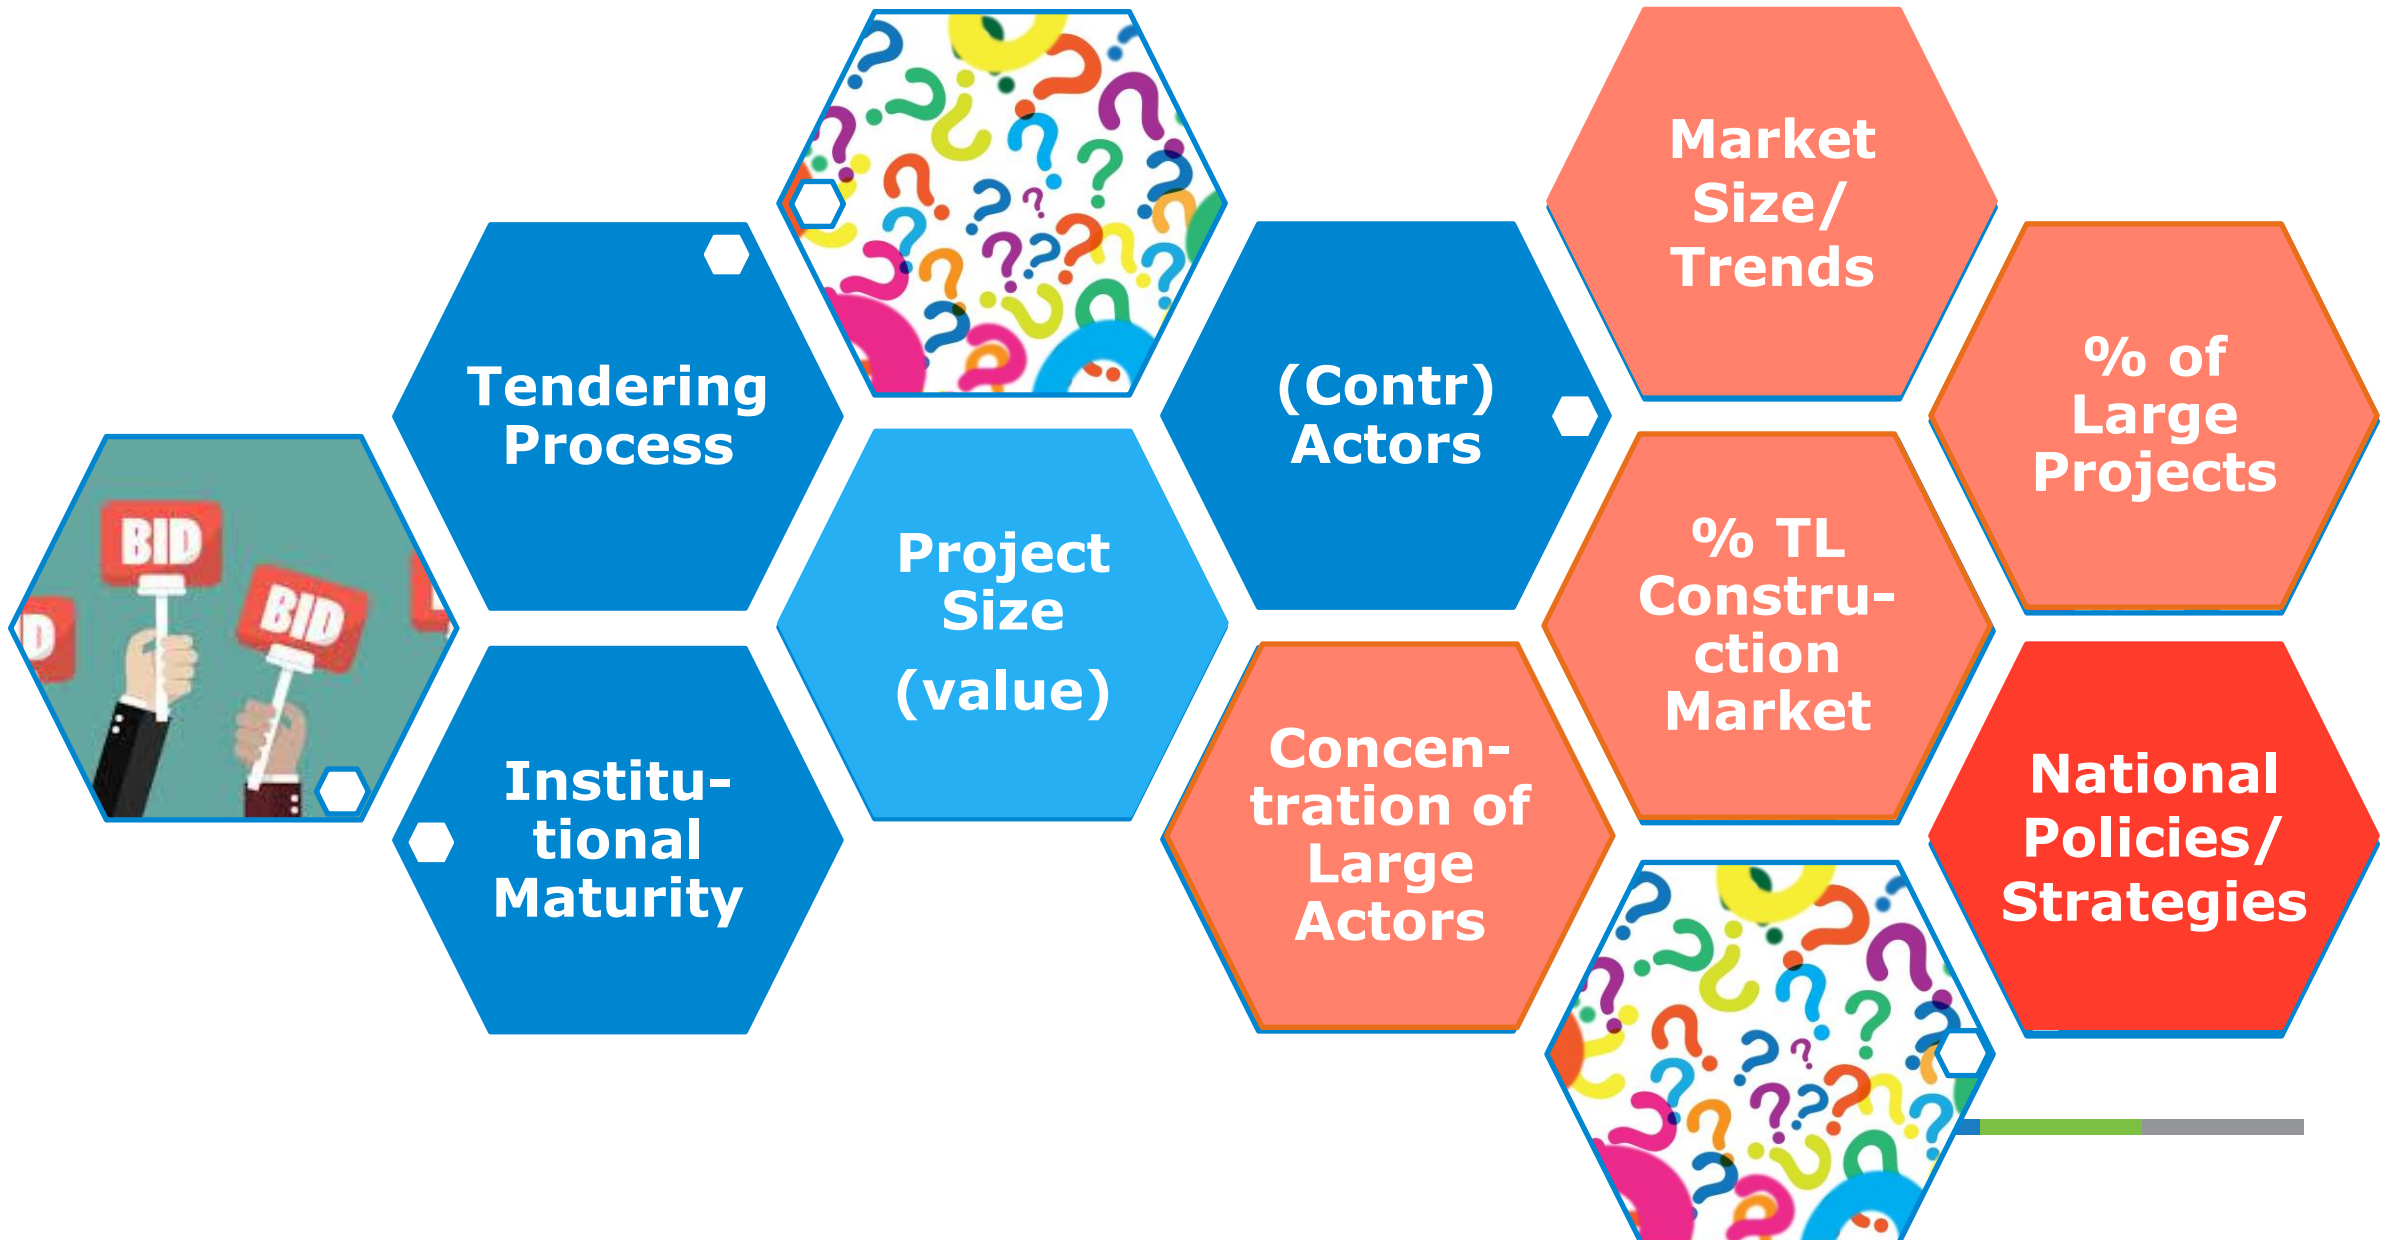 Market
Size/
Trends
% of
Large
Projects
Tendering
Process
(Contr)
Actors
BID
BID
D
Project
Size
(value)
% TL
Constru-
ction
Market
Institu-
tional
Maturity
Concen-
tration of
Large
Actors
National
Policies/
Strategies